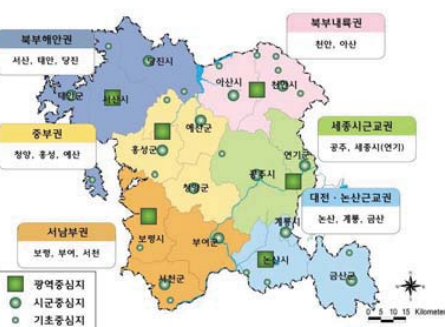 북부내륙권
천안, 아산
북부해안권
서산, 태안, 당진
당진시
아산시
천안시
태안군
서산시
세종시근교권
공주, 세종시(연기)
중부권
청양, 홍성, 예산
예산군
홍성군
연기군
공주시
청양군
대전·논산근교권
논산, 계룡, 금산
서남부권
보령, 부여, 서천
보령시
부여군
계룡시
논산시
금산군
서천군
광역중심지
시군중심지
기초중심지
0 5 10 15 Kilometers